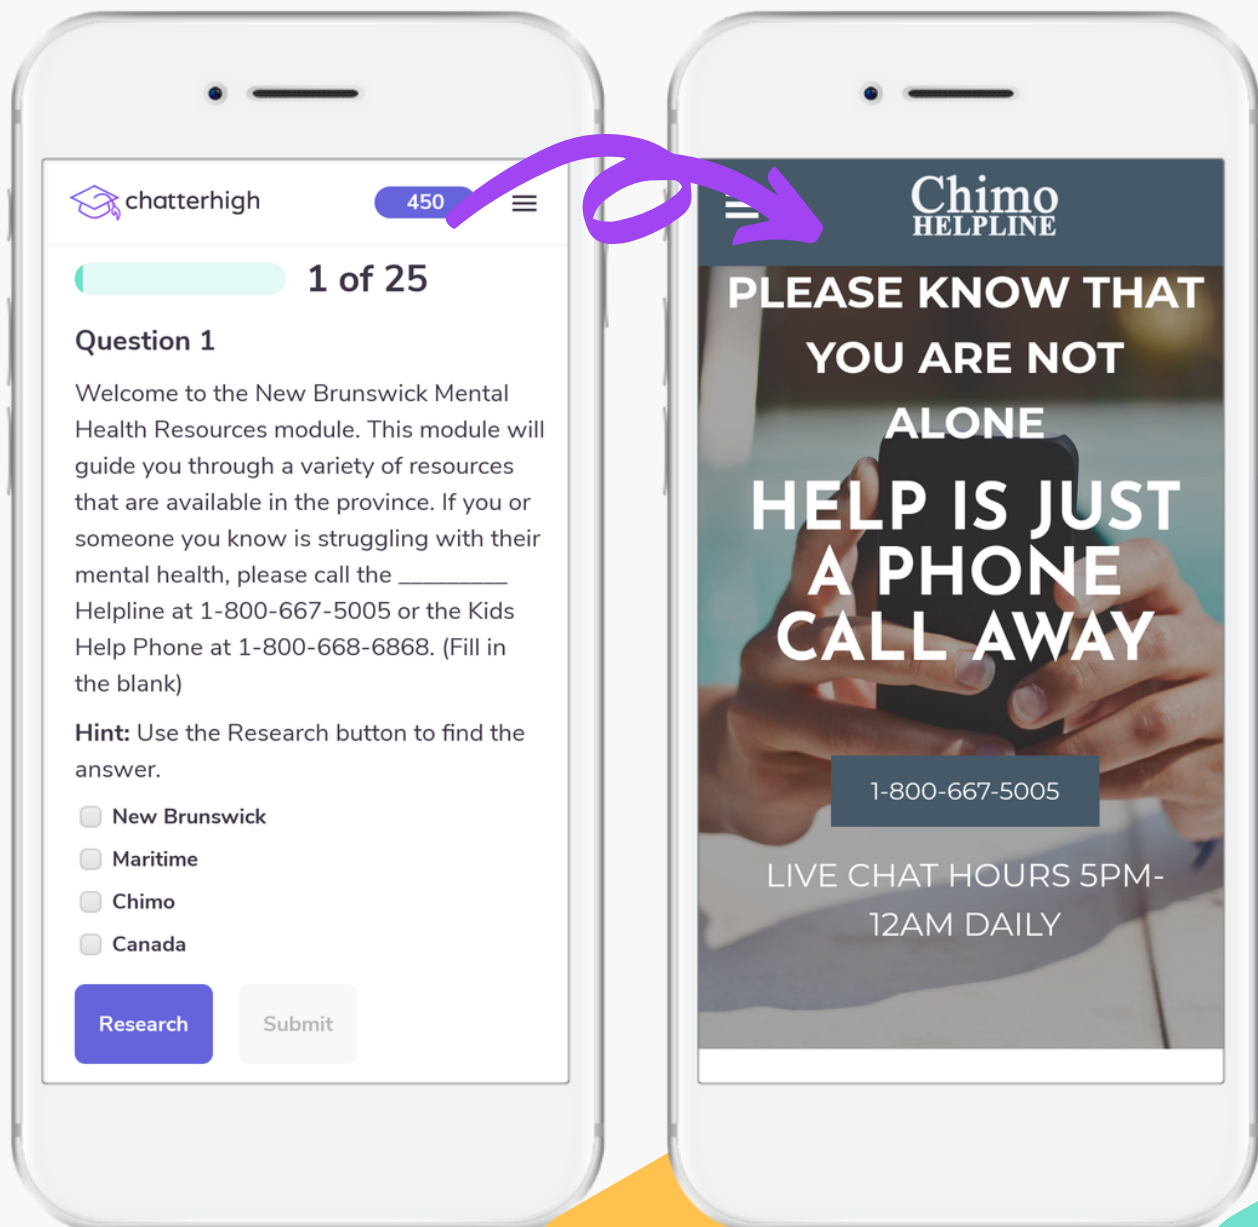 chatterhigh
450
1 of 25
Question 1
Welcome to the New Brunswick Mental
Health Resources module. This module will
guide you through a variety of resources
that are available in the province. If you or
someone you know is struggling with their
mental health, please call the _________
Helpline at 1-800-667-5005 or the Kids
Help Phone at 1-800-668-6868. (Fill in
the blank)
Hint: Use the Research button to find the
answer.
New Brunswick
Maritime
Chimo
Canada
Research
Submit
Chimo
HELPLINE
PLEASE KNOW THAT
YOU ARE NOT
ALONE
HELP IS JUST
A PHONE
CALL AWAY
1-800-667-5005
LIVE CHAT HOURS 5PM-
12AM DAILY